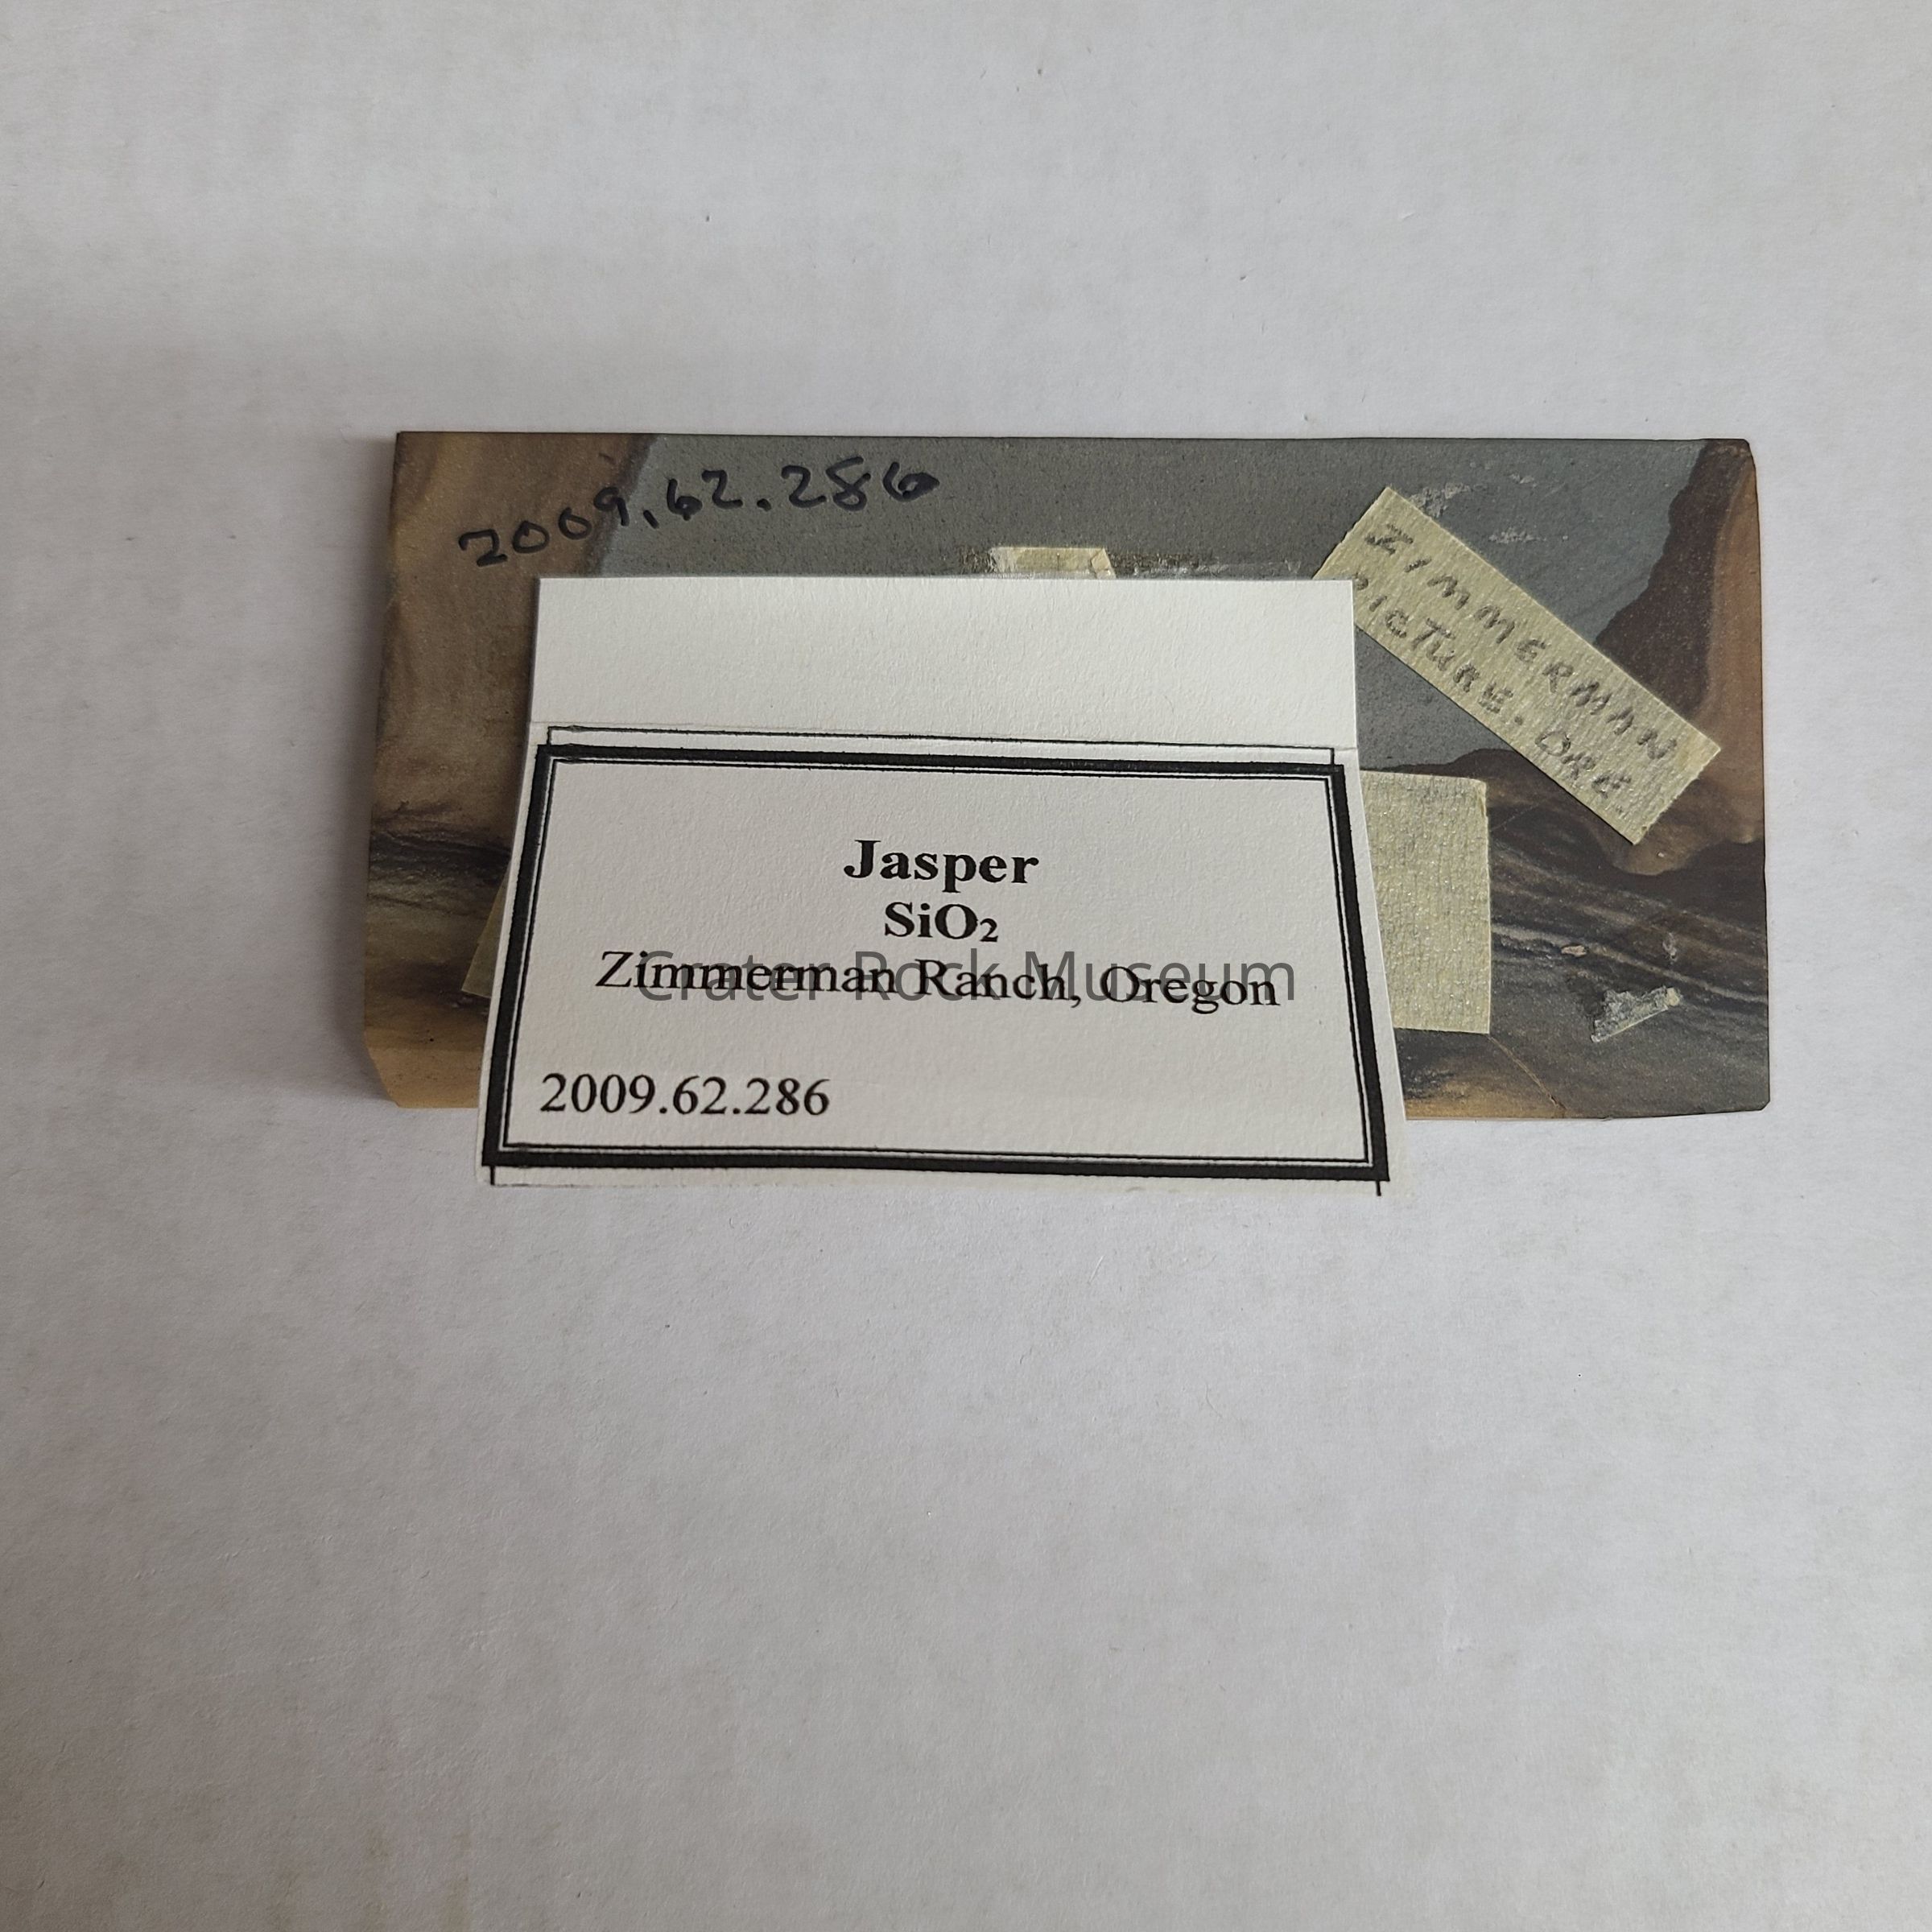 2009.62.286
ZIMMERMAN
PICTURE. ORE.
Jasper
SiO₂
Zimmerman Ranch, Oregon
Crater Rock Museum
2009.62.286